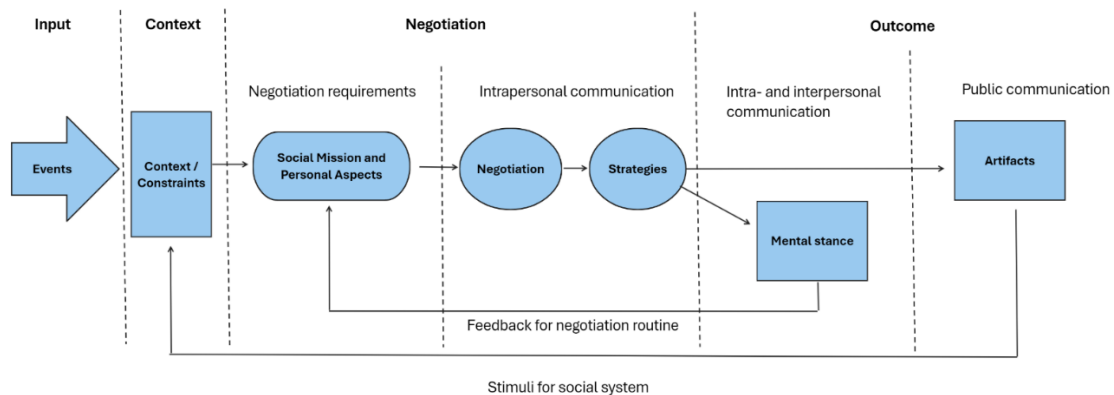 Input
Context
Negotiation
Outcome
Negotiation requirements
Intrapersonal communication
Intra- and interpersonal
communication
Public communication
Events
Context /
Constraints
Social Mission and
Personal Aspects
Negotiation
Strategies
Artifacts
Mental stance
Feedback for negotiation routine
Stimuli for social system